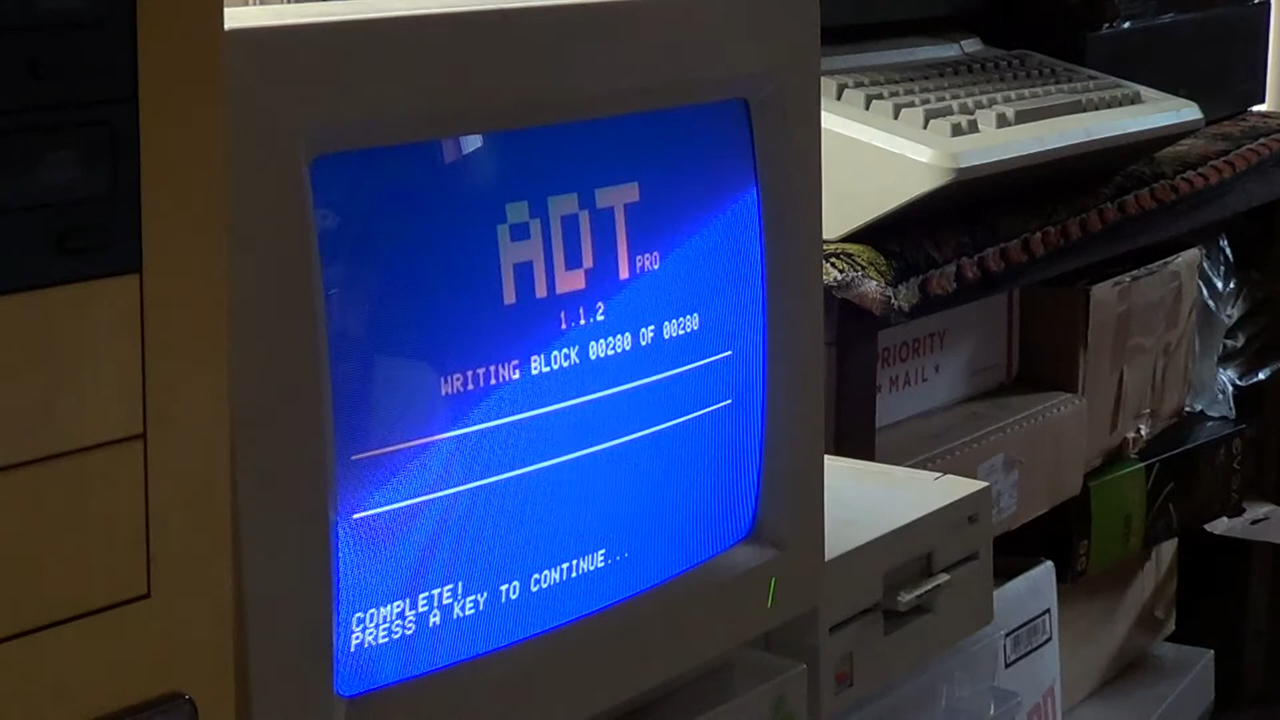 ADT
PRO
1.1.2
WRITING BLOCK 00280 OF 00280
COMPLETE!
PRESS A KEY TO CONTINUE...
PRIORITY
★ MAIL ★